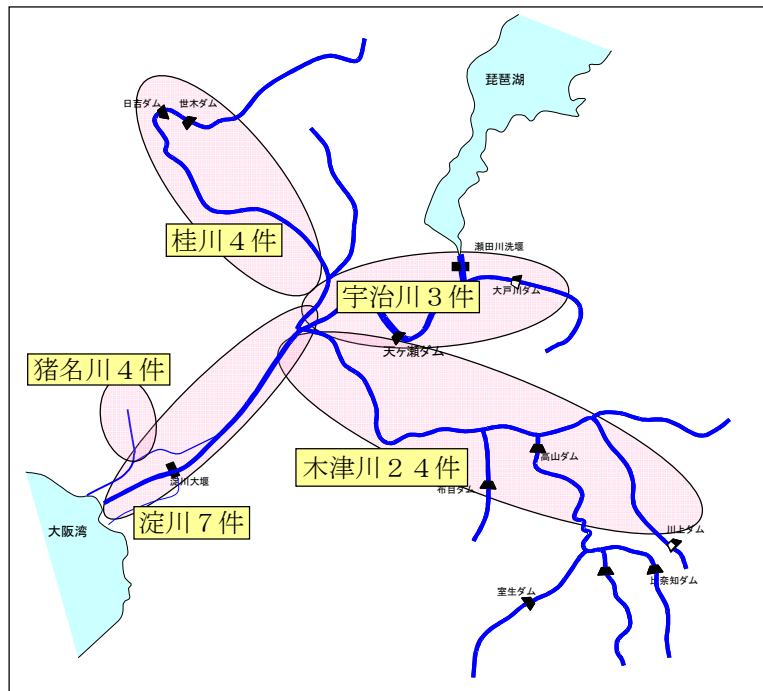 琵琶湖
日吉ダム
世木ダム
瀬田川洗堰
桂川４件
宇治川３件
大戸川ダム
天ヶ瀬ダム
猪名川４件
木津川２４件
高山ダム
布目ダム
淀川大堰
淀川７件
大阪湾
川上ダム
比奈知ダム
室生ダム